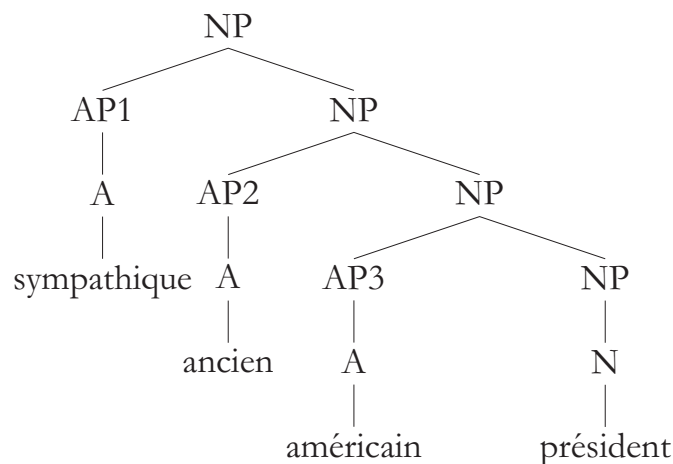 NP
AP1 NP
A AP2 NP
sympathique A AP3 NP
ancien A N
américain président